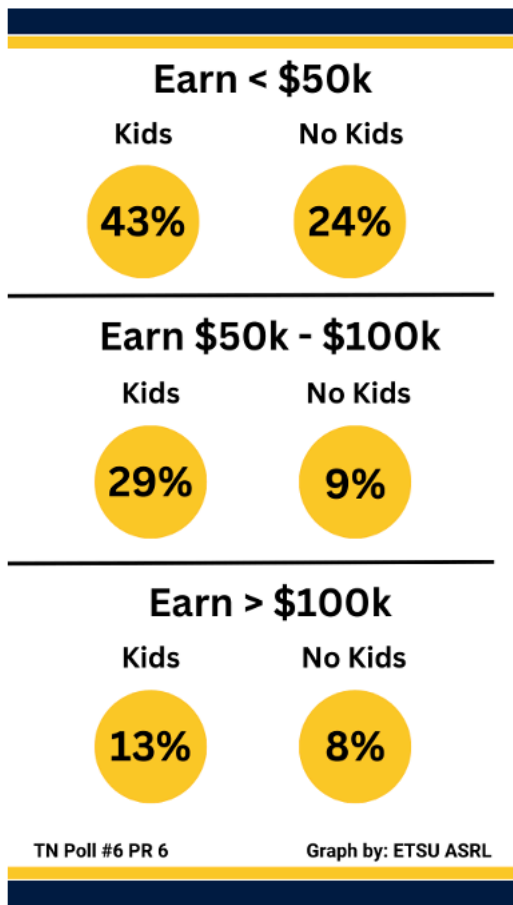 Earn < $50k
Kids No Kids
43% 24%
Earn $50k - $100k
Kids No Kids
29% 9%
Earn > $100k
Kids No Kids
13% 8%
TN Poll #6 PR 6 Graph by: ETSU ASRL